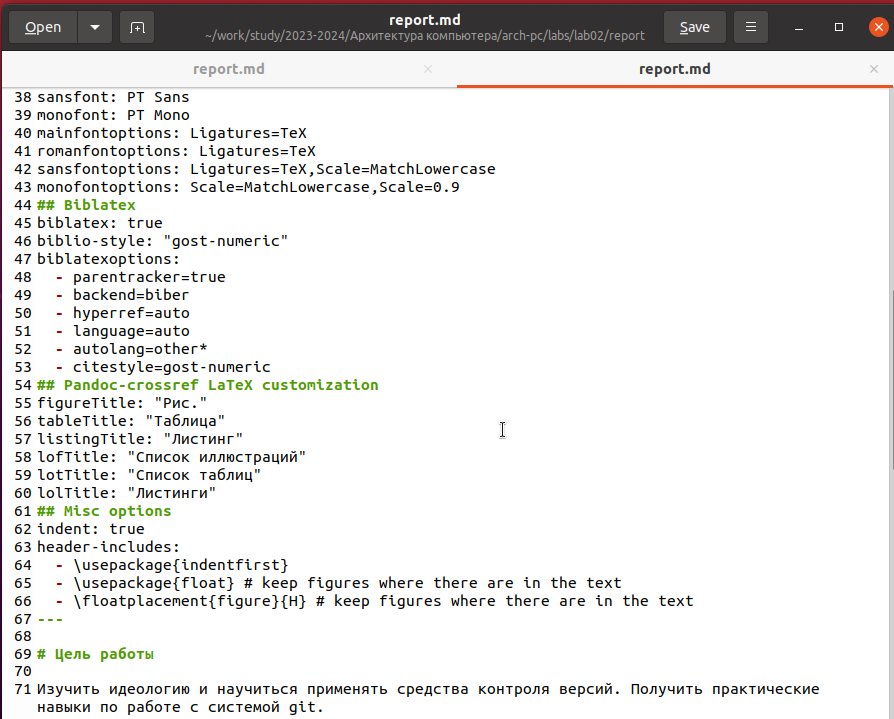 Open
report.md
~/work/study/2023-2024/Архитектура компьютера/arch-pc/labs/lab02/report
Save
report.md
report.md
38 sansfont: PT Sans
39 monofont: PT Mono
40 mainfontoptions: Ligatures=TeX
41 romanfontoptions: Ligatures=TeX
42 sansfontoptions: Ligatures=TeX,Scale=MatchLowercase
43 monofontoptions: Scale=MatchLowercase,Scale=0.9
44 ## Biblatex
45 biblatex: true
46 biblio-style: "gost-numeric"
47 biblatexoptions:
48   - parentracker=true
49   - backend=biber
50   - hyperref=auto
51   - language=auto
52   - autolang=other*
53   - citestyle=gost-numeric
54 ## Pandoc-crossref LaTeX customization
55 figureTitle: "Рис."
56 tableTitle: "Таблица"
57 listingTitle: "Листинг"
58 lofTitle: "Список иллюстраций"
59 lotTitle: "Список таблиц"
60 lolTitle: "Листинги"
61 ## Misc options
62 indent: true
63 header-includes:
64   - \usepackage{indentfirst}
65   - \usepackage{float} # keep figures where there are in the text
66   - \floatplacement{figure}{H} # keep figures where there are in the text
67 ---
68
69 # Цель работы
70
71 Изучить идеологию и научиться применять средства контроля версий. Получить практические
навыки по работе с системой git.